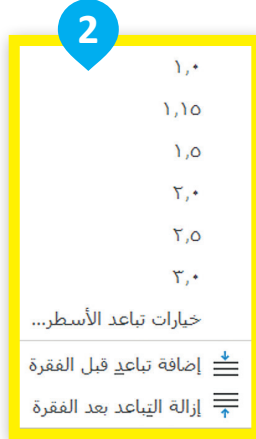 2
١,٠
١,١٥
١,٥
٢,٠
٢,٥
٣,٠
خيارات تباعد الأسطر...
إضافة تباعد قبل الفقرة
إزالة التباعد بعد الفقرة